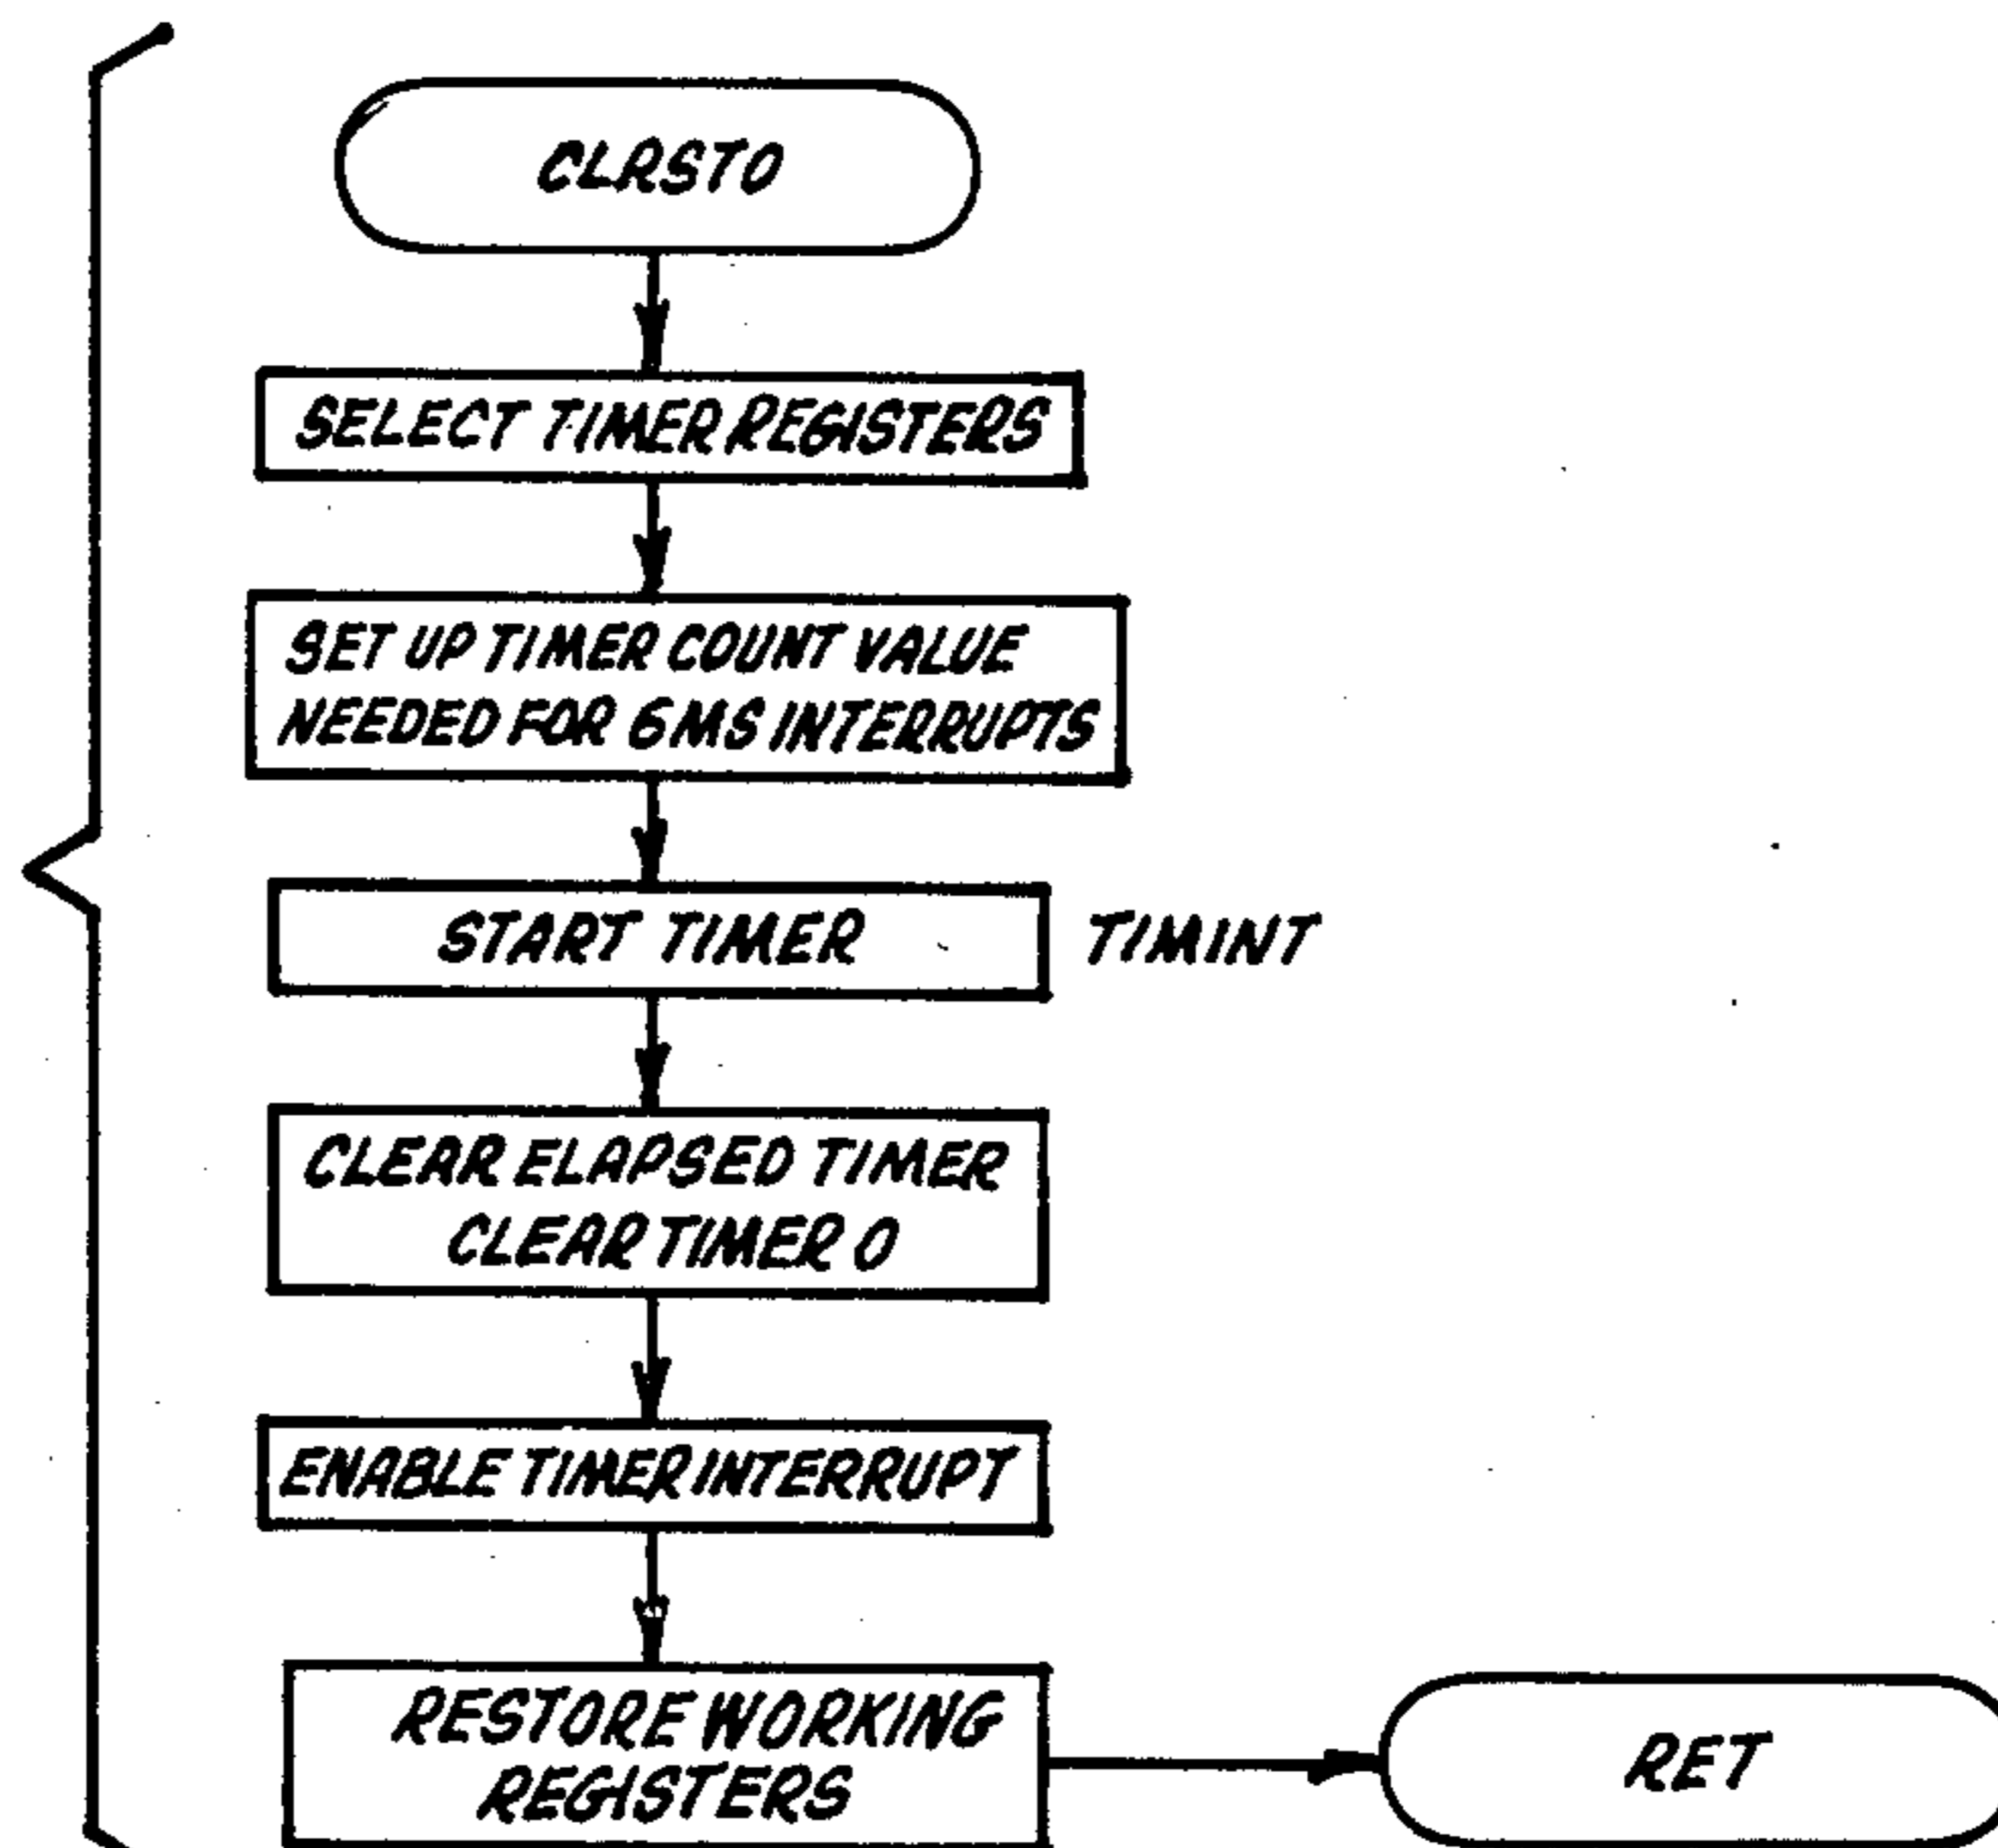 CLRSTO
SELECT TIMER REGISTERS
SET UP TIMER COUNT VALUE
NEEDED FOR 6MS INTERRUPTS
START TIMER TIMINT
CLEAR ELAPSED TIMER
CLEAR TIMER 0
ENABLE TIMER INTERRUPT
RESTORE WORKING
REGISTERS
RET